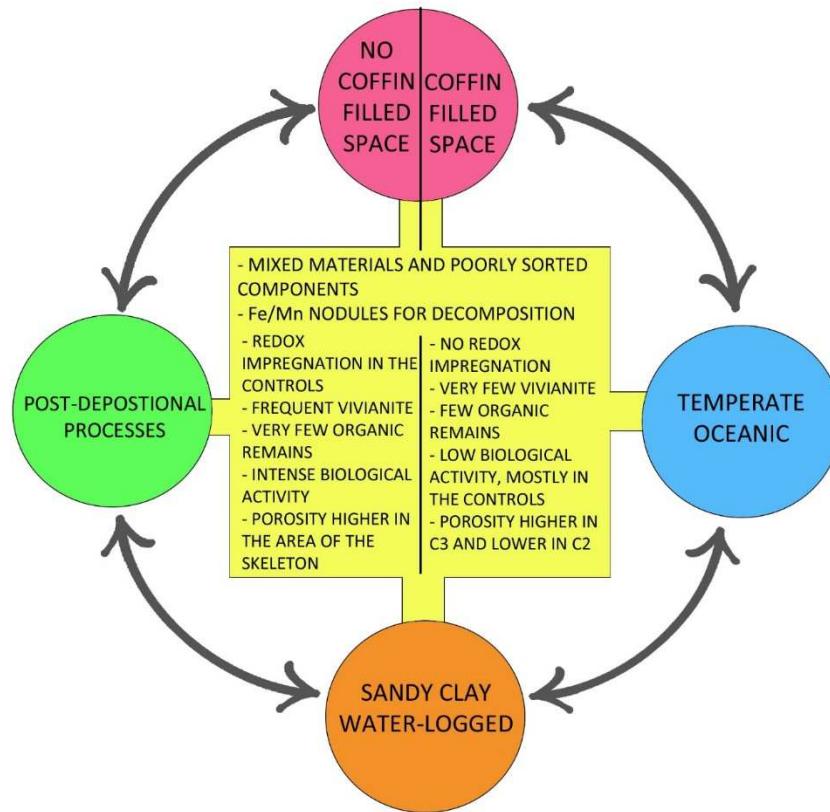 NO
COFFIN
FILLED
SPACE
COFFIN
FILLED
SPACE
- MIXED MATERIALS AND POORLY SORTED
COMPONENTS
- Fe/Mn NODULES FOR DECOMPOSITION
- REDOX
IMPREGNATION IN THE
CONTROLS
- FREQUENT VIVIANITE
- VERY FEW ORGANIC
REMAINS
- INTENSE BIOLOGICAL
ACTIVITY
- POROSITY HIGHER IN
THE AREA OF THE
SKELETON
- NO REDOX
IMPREGNATION
- VERY FEW VIVIANITE
- FEW ORGANIC
REMAINS
- LOW BIOLOGICAL
ACTIVITY, MOSTLY IN
THE CONTROLS
- POROSITY HIGHER IN
C3 AND LOWER IN C2
POST-DEPOSTIONAL
PROCESSES
TEMPERATE
OCEANIC
SANDY CLAY
WATER-LOGGED